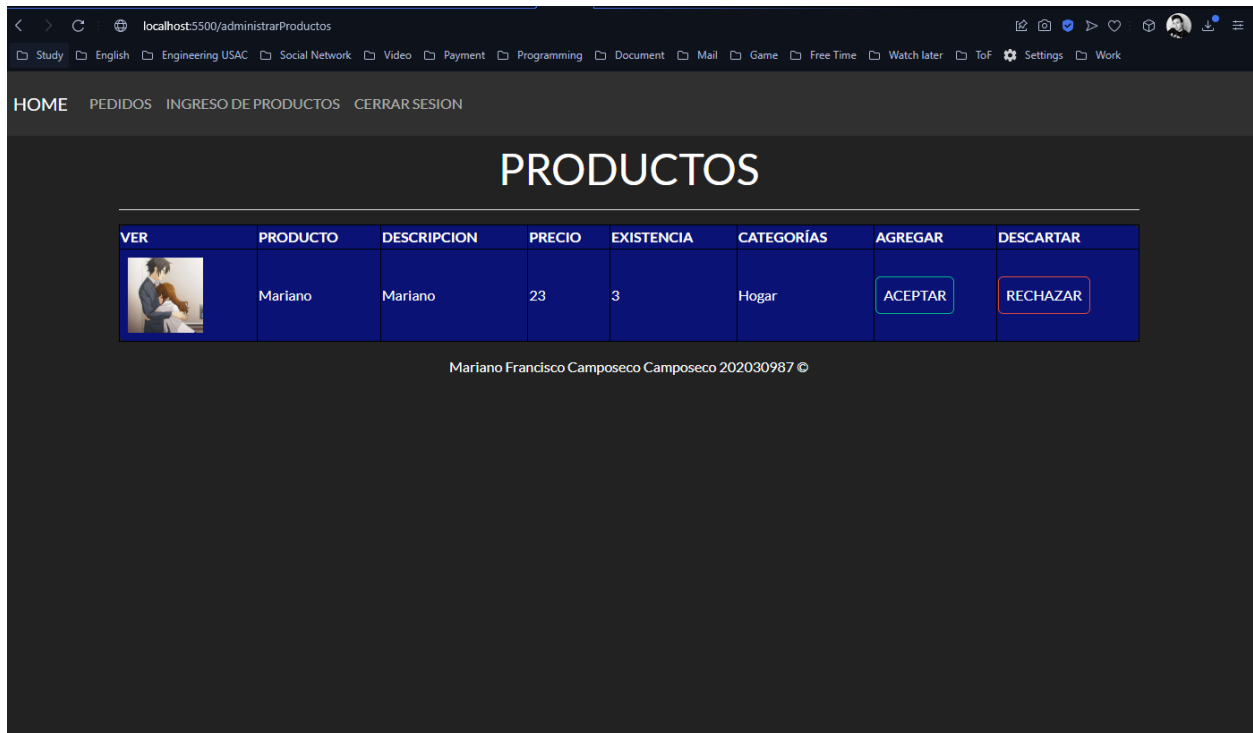 localhost:5500/administrarProductos
Study English Engineering USAC Social Network Video Payment Programming Document Mail Game Free Time Watch later ToF Settings Work
HOME PEDIDOS INGRESO DE PRODUCTOS CERRAR SESION
PRODUCTOS
VER PRODUCTO DESCRIPCION PRECIO EXISTENCIA CATEGORÍAS AGREGAR DESCARTAR
Mariano Mariano 23 3 Hogar ACEPTAR RECHAZAR
Mariano Francisco Camposeco Camposeco 202030987 ©